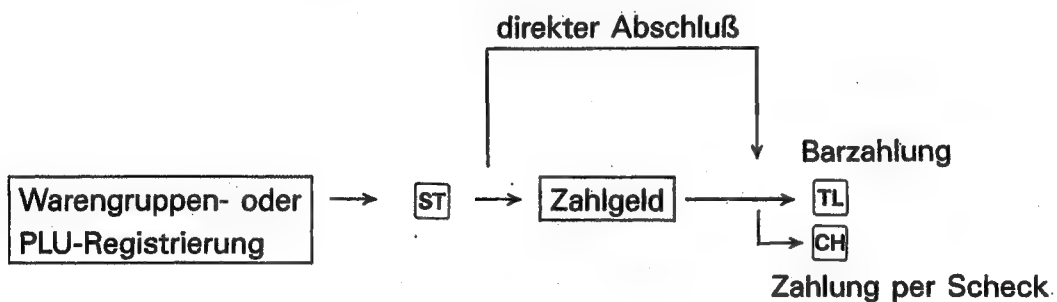 direkter Abschluß
Barzahlung
Warengruppen- oder
PLU-Registrierung
ST
Zahlgeld
TL
CH
Zahlung per Scheck